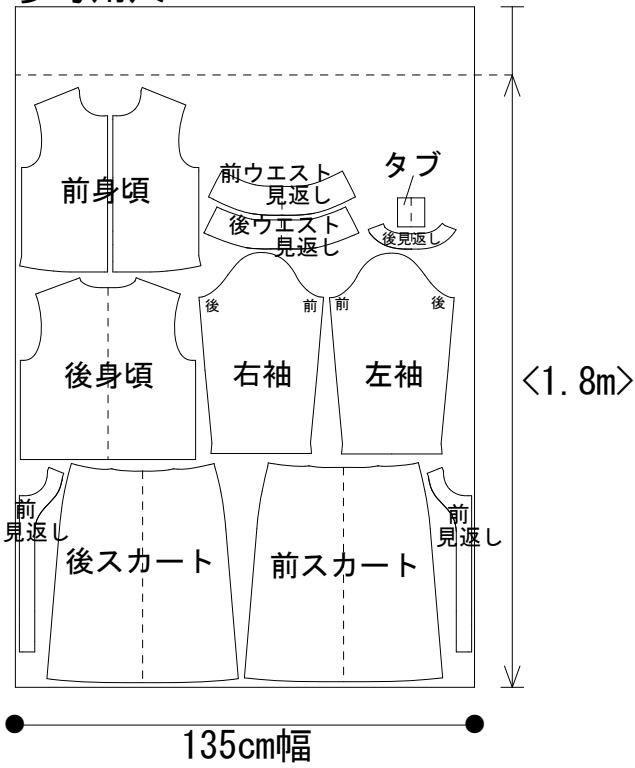 タブ
前ウエスト
見返し
前身頃
後ウエスト
見返し
後見返し
後
前
前
後
後身頃
右袖
左袖
<1.8m>
前
見返し
後スカート
前スカート
前
見返し
135cm幅